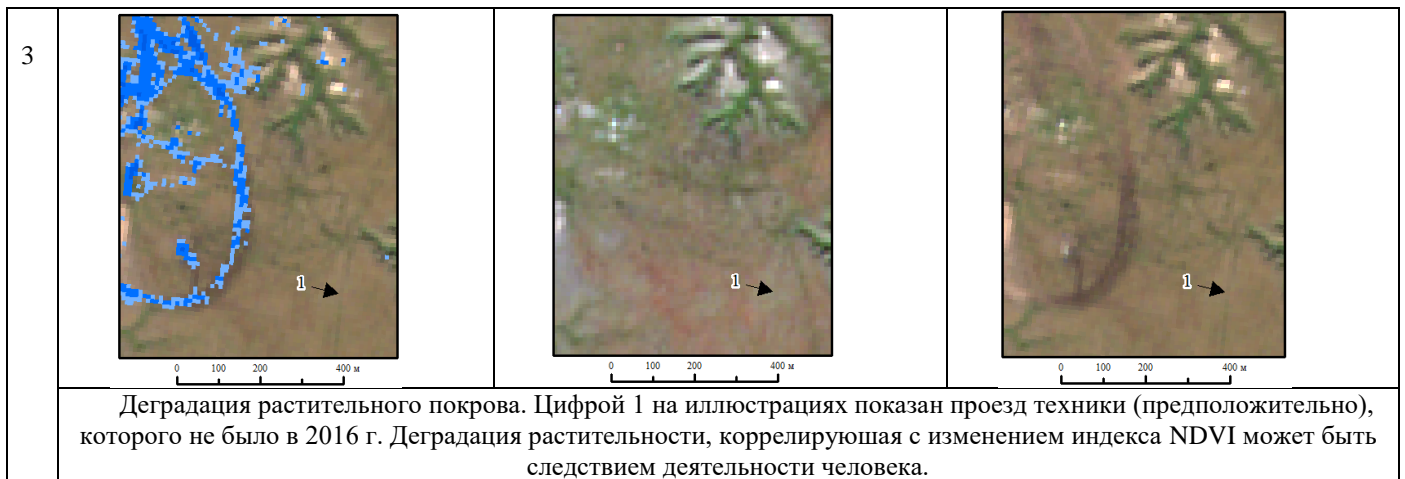 3
1
1
1
0 100 200 400 м
0 100 200 400 м
0 100 200 400 м
Деградация растительного покрова. Цифрой 1 на иллюстрациях показан проезд техники (предположительно),
которого не было в 2016 г. Деградация растительности, коррелируюшая с изменением индекса NDVI может быть
следствием деятельности человека.